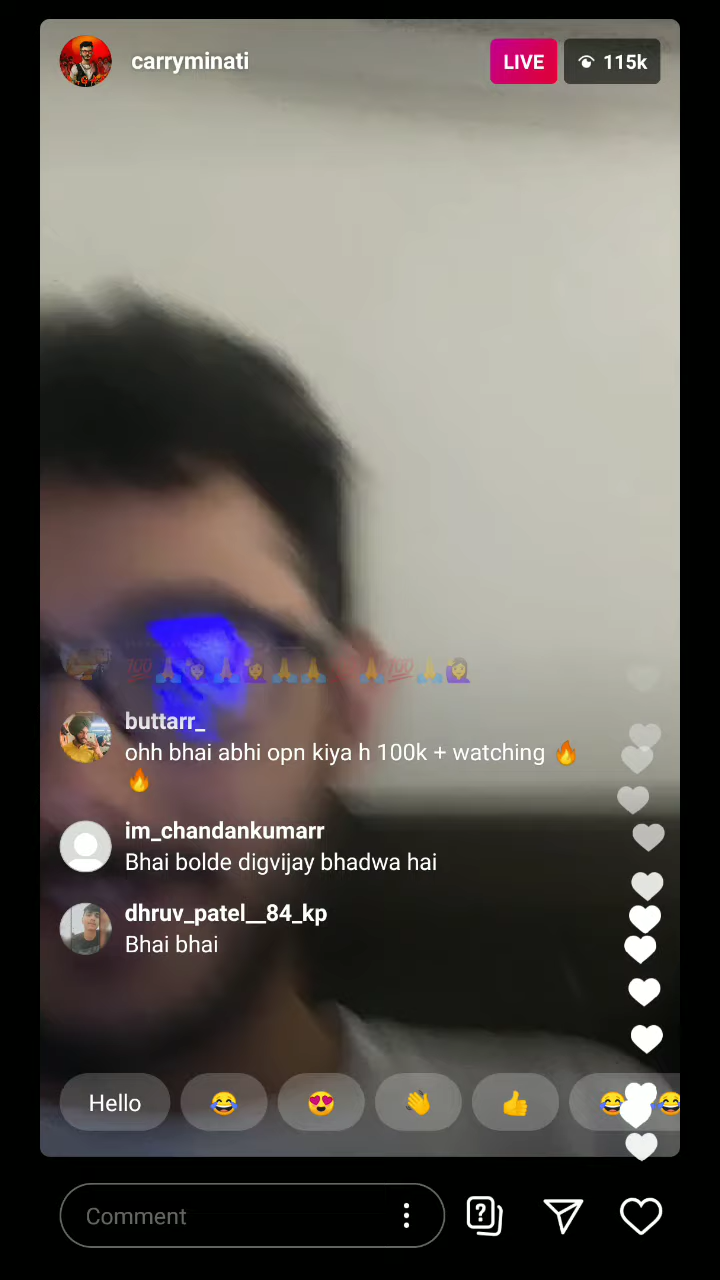 carryminati
LIVE
115k
💯🙏🙋‍♀️🙏🙋‍♀️🙏🙏💯🙏💯🙏🙋‍♀️
buttarr_
ohh bhai abhi opn kiya h 100k + watching 🔥
🔥
im_chandankumarr
Bhai bolde digvijay bhadwa hai
dhruv_patel__84_kp
Bhai bhai
Hello 😂 😍 👋 👍 😂😂
Comment